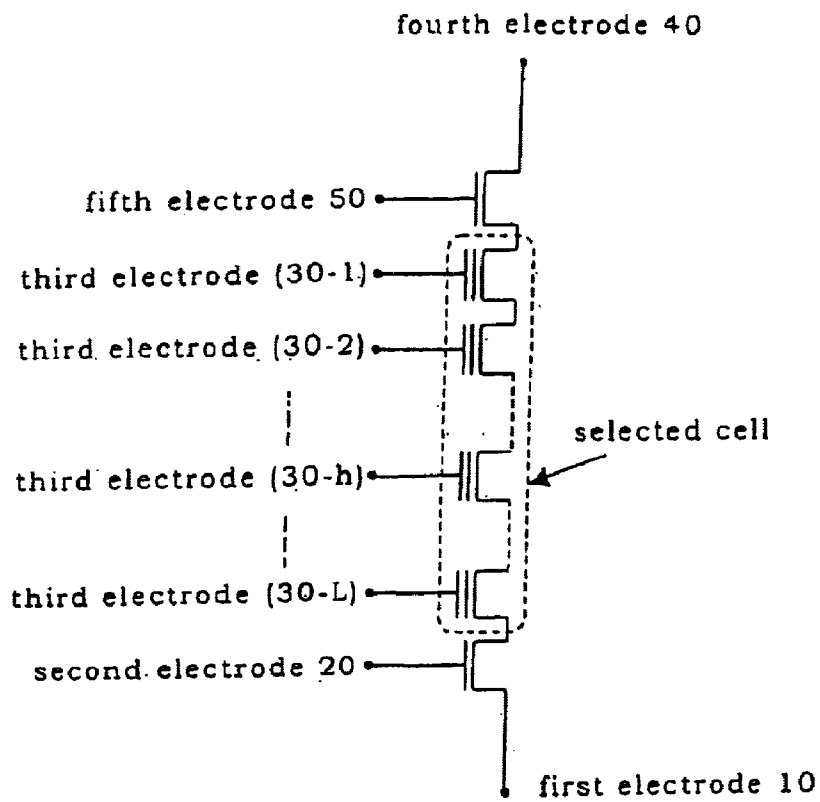 fourth electrode 40
fifth electrode 50
third electrode (30-1)
third electrode (30-2)
selected cell
third electrode (30-h)
third electrode (30-L)
second electrode 20
first electrode 10